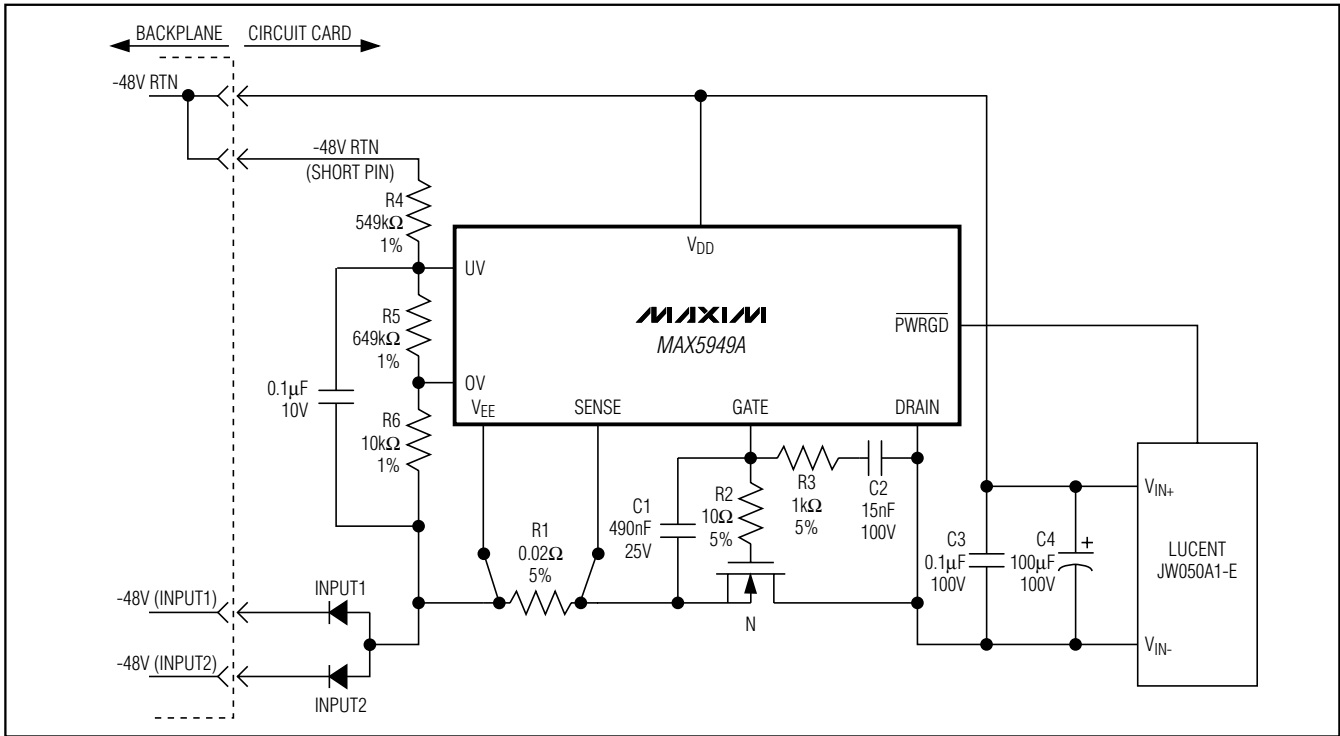 BACKPLANE
CIRCUIT CARD
-48V RTN
-48V RTN
(SHORT PIN)
R4
549kΩ
1%
UV
VDD
R5
649kΩ
1%
MAXIM
MAX5949A
PWRGD
0.1µF
10V
OV
VEE
SENSE
GATE
DRAIN
R6
10kΩ
1%
R1
0.02Ω
5%
C1
490nF
25V
R2
10Ω
5%
R3
1kΩ
5%
C2
15nF
100V
C3
0.1µF
100V
C4
100µF
100V
+
VIN+
LUCENT
JW050A1-E
VIN-
N
-48V (INPUT1)
INPUT1
-48V (INPUT2)
INPUT2